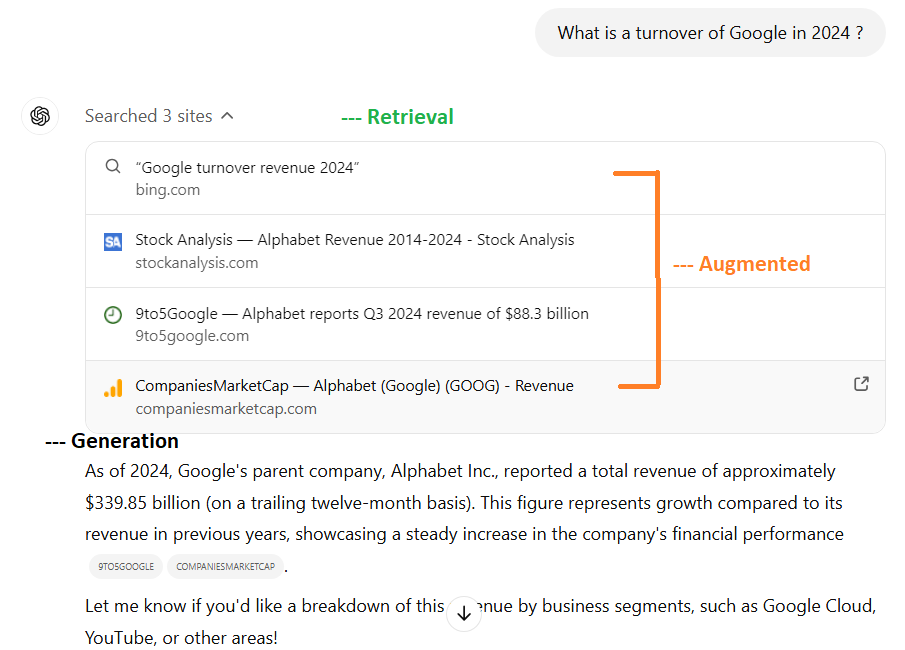 What is a turnover of Google in 2024 ?
Searched 3 sites
--- Retrieval
“Google turnover revenue 2024”
bing.com
SA
Stock Analysis — Alphabet Revenue 2014-2024 - Stock Analysis
stockanalysis.com
--- Augmented
9to5Google — Alphabet reports Q3 2024 revenue of $88.3 billion
9to5google.com
CompaniesMarketCap — Alphabet (Google) (GOOG) - Revenue
companiesmarketcap.com
--- Generation
As of 2024, Google's parent company, Alphabet Inc., reported a total revenue of approximately
$339.85 billion (on a trailing twelve-month basis). This figure represents growth compared to its
revenue in previous years, showcasing a steady increase in the company's financial performance
9TO5GOOGLE COMPANIESMARKETCAP .
Let me know if you'd like a breakdown of this enue by business segments, such as Google Cloud,
YouTube, or other areas!